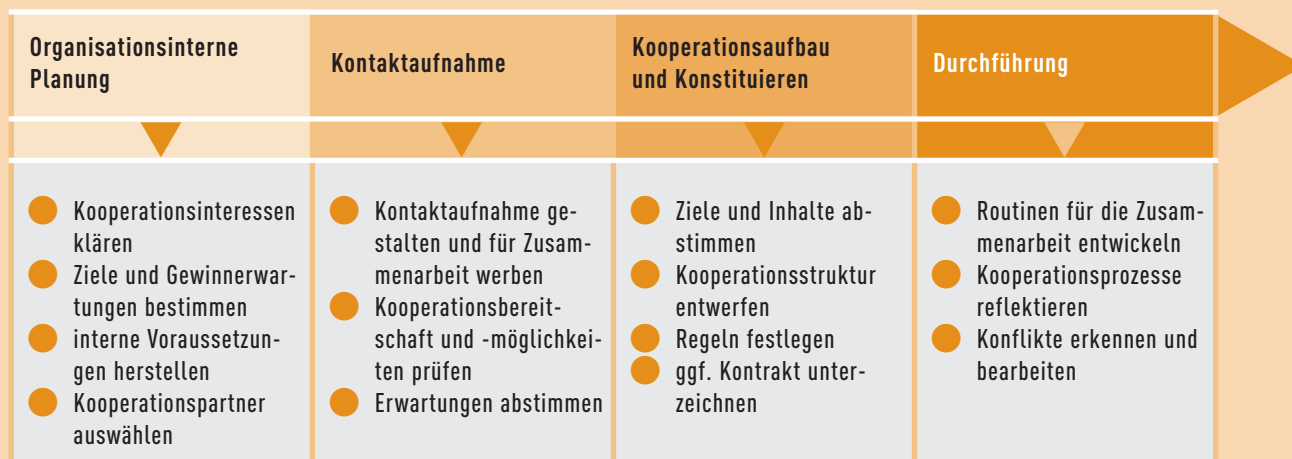 Organisationsinterne
Planung
Kontaktaufnahme
Kooperationsaufbau
und Konstituieren
Durchführung
Kooperationsinteressen
klären
Ziele und Gewinnerwar-
tungen bestimmen
interne Voraussetzun-
gen herstellen
Kooperationspartner
auswählen
Kontaktaufnahme ge-
stalten und für Zusam-
menarbeit werben
Kooperationsbereit-
schaft und -möglichkei-
ten prüfen
Erwartungen abstimmen
Ziele und Inhalte ab-
stimmen
Kooperationsstruktur
entwerfen
Regeln festlegen
ggf. Kontrakt unter-
zeichnen
Routinen für die Zusam-
menarbeit entwickeln
Kooperationsprozesse
reflektieren
Konflikte erkennen und
bearbeiten